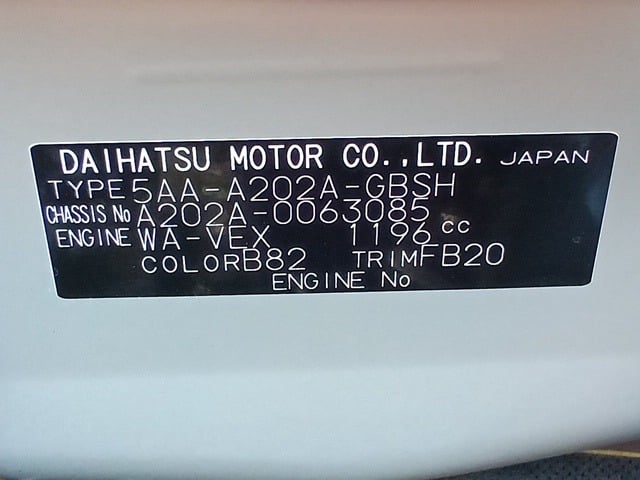 DAIHATSU MOTOR CO.,LTD. JAPAN
TYPE 5AA-A202A-GBSH
CHASSIS No A202A-0063085
ENGINE WA-VEX 1196 cc
COLOR B82 TRIM FB20
ENGINE No